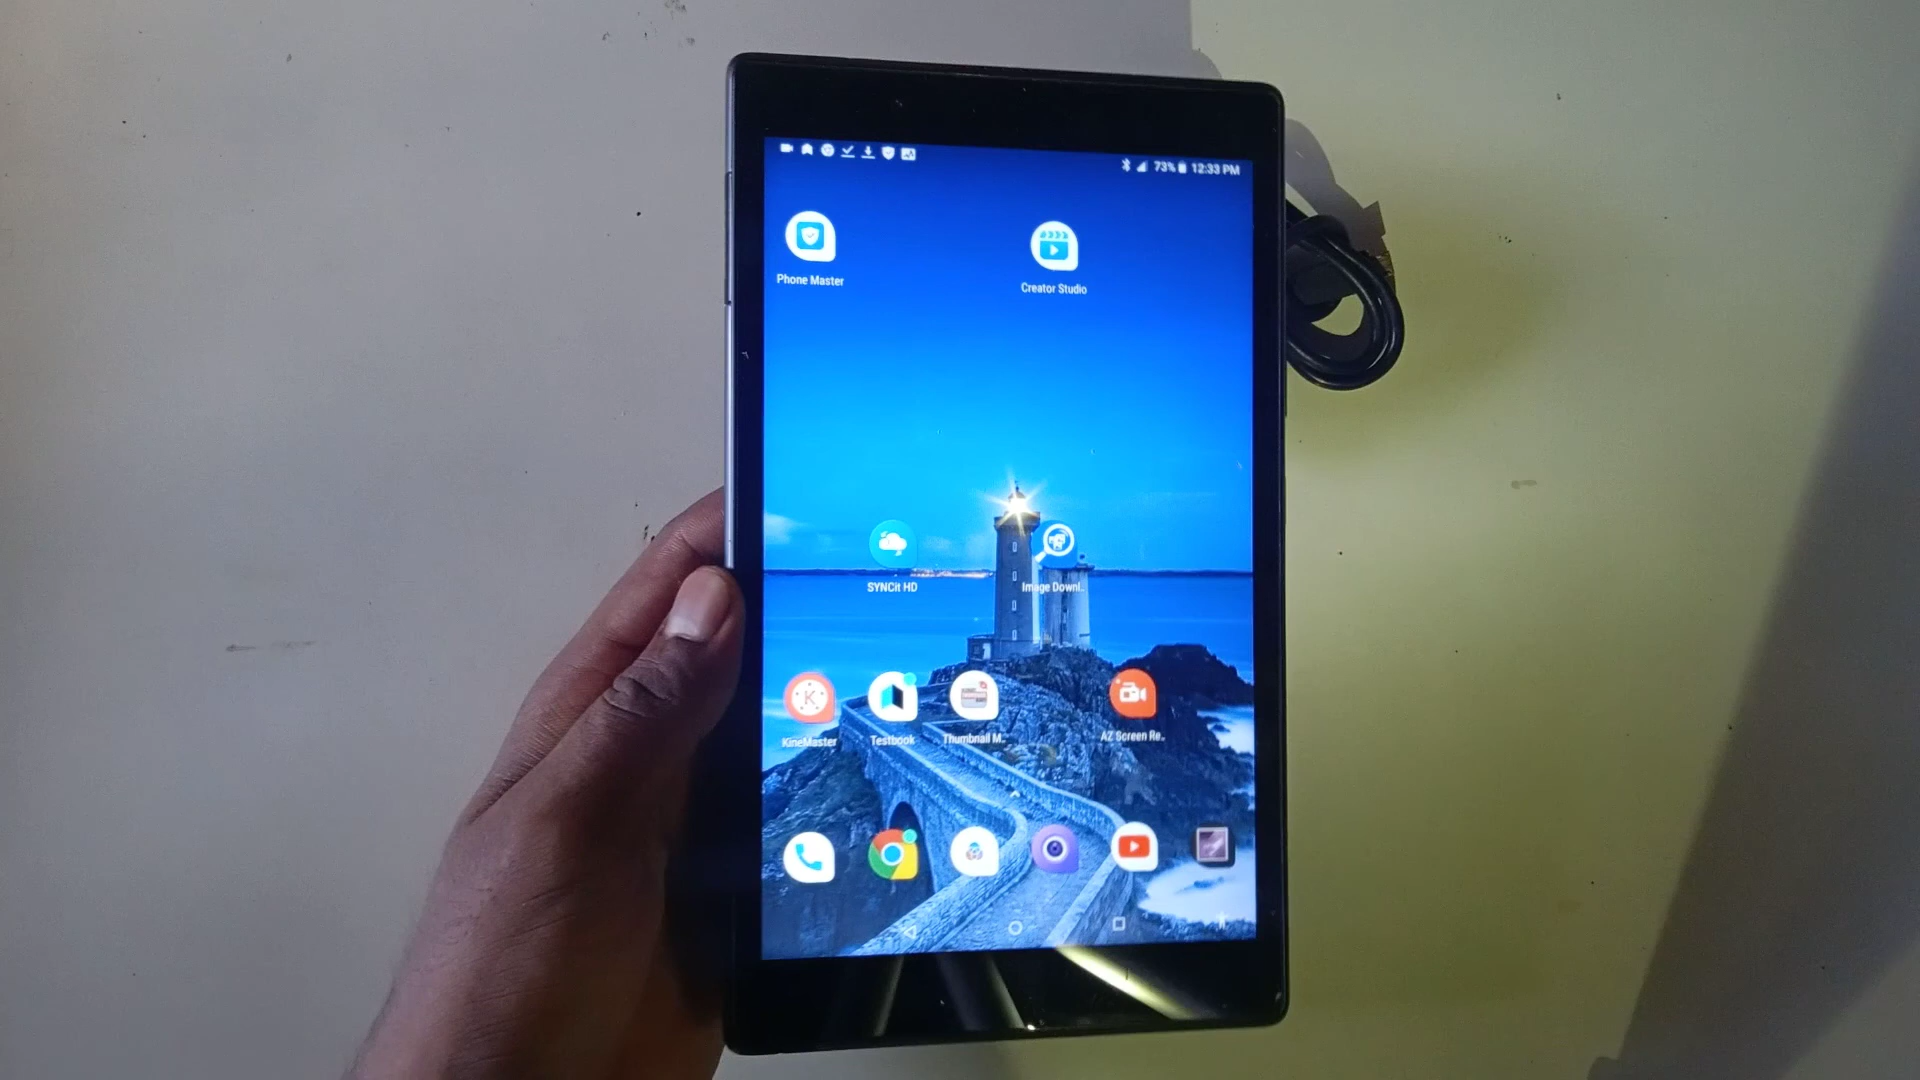 73% 12:33 PM
Phone Master
Creator Studio
SYNCit HD
Image Downl..
KineMaster
Testbook
Thumbnail M..
AZ Screen Re..